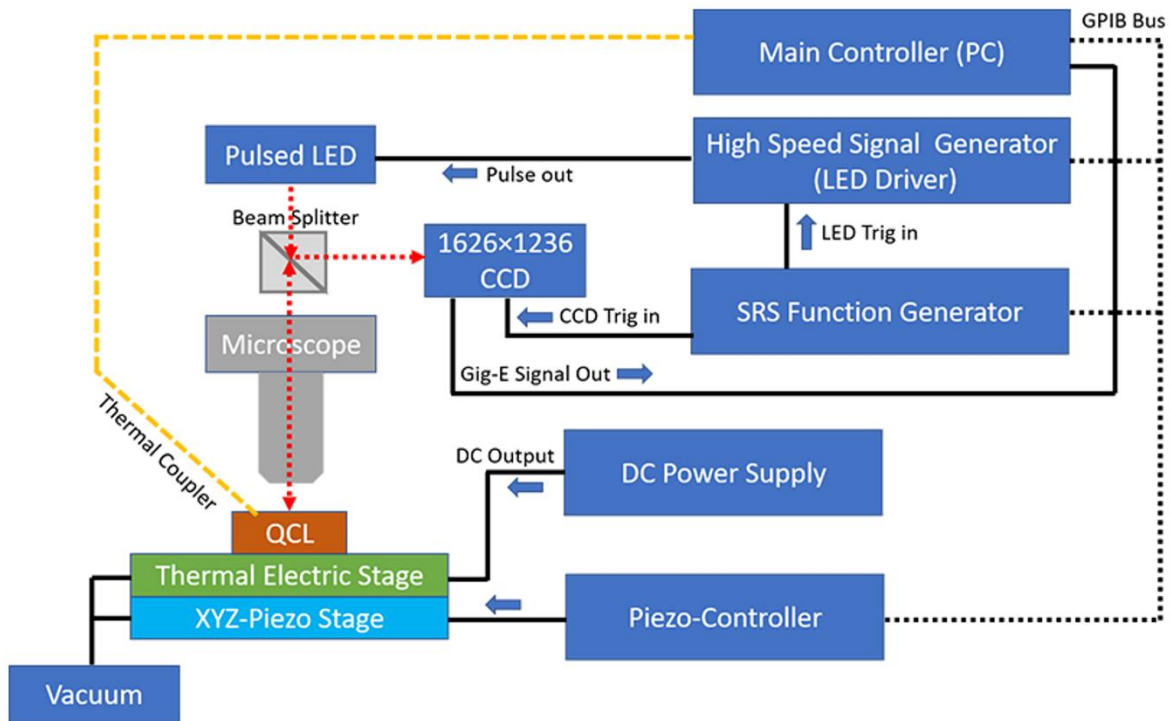 GPIB Bus
Main Controller (PC)
Pulsed LED
High Speed Signal Generator
(LED Driver)
Pulse out
Beam Splitter
1626×1236
CCD
LED Trig in
SRS Function Generator
CCD Trig in
Microscope
Gig-E Signal Out
Thermal Coupler
DC Output
DC Power Supply
QCL
Thermal Electric Stage
XYZ-Piezo Stage
Piezo-Controller
Vacuum